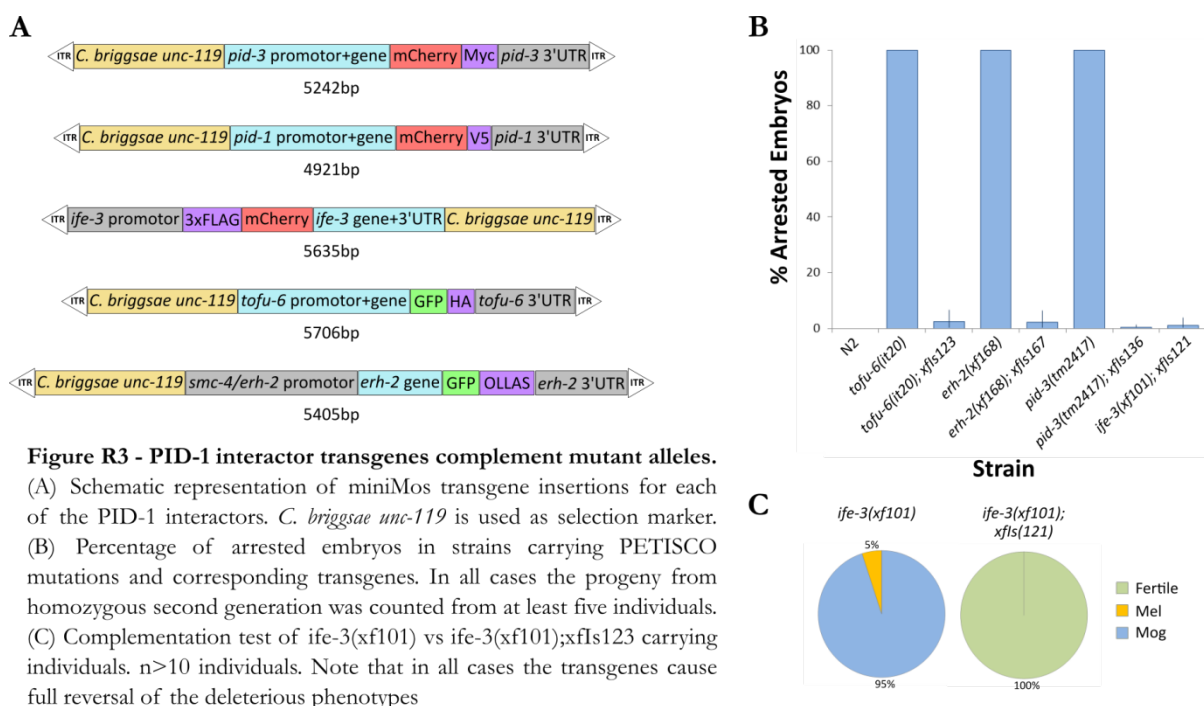 A
ITR C. briggsae unc-119 pid-3 promotor+gene mCherry Myc pid-3 3'UTR ITR
5242bp
ITR C. briggsae unc-119 pid-1 promotor+gene mCherry V5 pid-1 3'UTR ITR
4921bp
ITR ife-3 promotor 3xFLAG mCherry ife-3 gene+3'UTR C. briggsae unc-119 ITR
5635bp
ITR C. briggsae unc-119 tofu-6 promotor+gene GFP HA tofu-6 3'UTR ITR
5706bp
ITR C. briggsae unc-119 smc-4/erh-2 promotor erh-2 gene GFP OLLAS erh-2 3'UTR ITR
5405bp
Figure R3 - PID-1 interactor transgenes complement mutant alleles.
(A) Schematic representation of miniMos transgene insertions for each
of the PID-1 interactors. C. briggsae unc-119 is used as selection marker.
(B) Percentage of arrested embryos in strains carrying PETISCO
mutations and corresponding transgenes. In all cases the progeny from
homozygous second generation was counted from at least five individuals.
(C) Complementation test of ife-3(xf101) vs ife-3(xf101);xfIs123 carrying
individuals. n>10 individuals. Note that in all cases the transgenes cause
full reversal of the deleterious phenotypes
B
% Arrested Embryos
100
80
60
40
20
0
N2
tofu-6(it20)
tofu-6(it20); xfIs123
erh-2(xf168)
erh-2(xf168); xfIs167
pid-3(tm2417)
pid-3(tm2417); xfIs136
ife-3(xf101); xfIs121
Strain
C
ife-3(xf101)
5%
95%
ife-3(xf101);
xfIs(121)
100%
Fertile
Mel
Mog